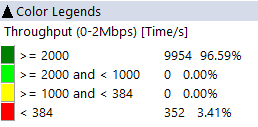 Color Legends
Throughput (0-2Mbps) [Time/s]
>= 2000 9954 96.59%
>= 2000 and < 1000 0 0.00%
>= 1000 and < 384 0 0.00%
< 384 352 3.41%